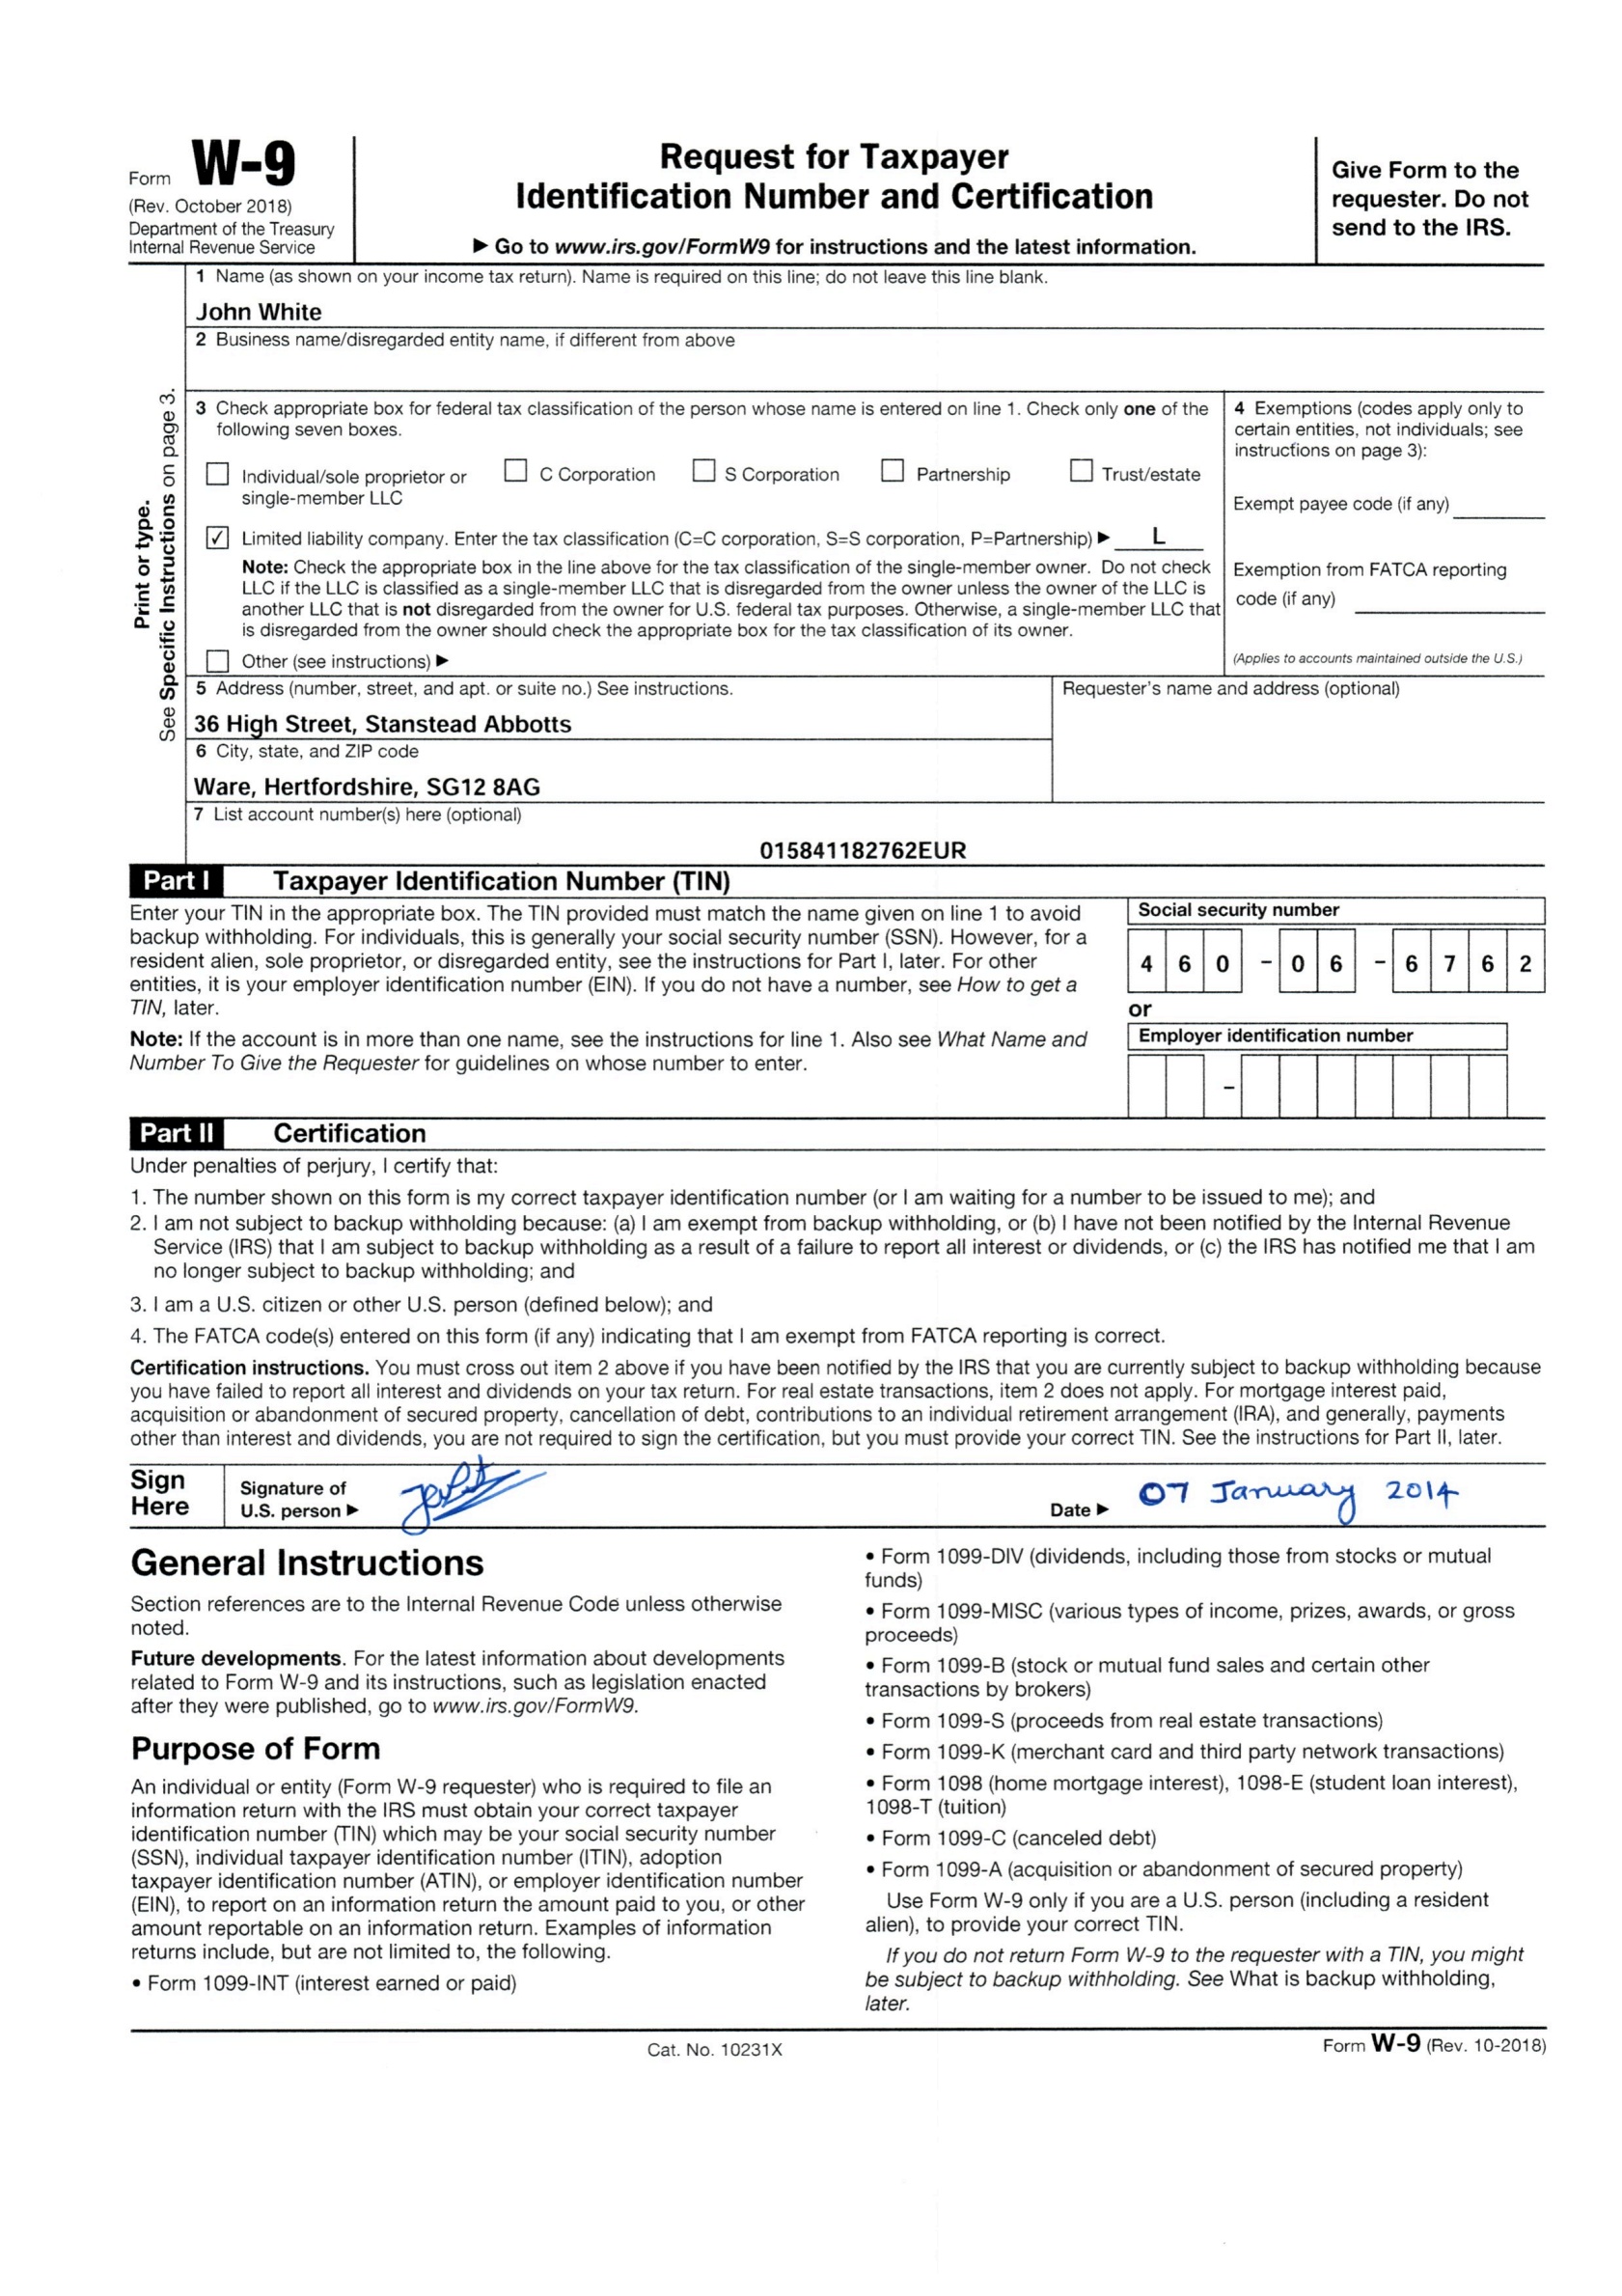 Form W-9
(Rev. October 2018)
Department of the Treasury
Internal Revenue Service
Request for Taxpayer
Identification Number and Certification
▶ Go to www.irs.gov/FormW9 for instructions and the latest information.
Give Form to the
requester. Do not
send to the IRS.
Print or type.
See Specific Instructions on page 3.
1 Name (as shown on your income tax return). Name is required on this line; do not leave this line blank.
John White
2 Business name/disregarded entity name, if different from above
3 Check appropriate box for federal tax classification of the person whose name is entered on line 1. Check only one of the
following seven boxes.
Individual/sole proprietor or
single-member LLC
C Corporation
S Corporation
Partnership
Trust/estate
✓ Limited liability company. Enter the tax classification (C=C corporation, S=S corporation, P=Partnership) ▶ L
Note: Check the appropriate box in the line above for the tax classification of the single-member owner. Do not check
LLC if the LLC is classified as a single-member LLC that is disregarded from the owner unless the owner of the LLC is
another LLC that is not disregarded from the owner for U.S. federal tax purposes. Otherwise, a single-member LLC that
is disregarded from the owner should check the appropriate box for the tax classification of its owner.
Other (see instructions) ▶
4 Exemptions (codes apply only to
certain entities, not individuals; see
instructions on page 3):
Exempt payee code (if any)
Exemption from FATCA reporting
code (if any)
(Applies to accounts maintained outside the U.S.)
5 Address (number, street, and apt. or suite no.) See instructions.
36 High Street, Stanstead Abbotts
6 City, state, and ZIP code
Ware, Hertfordshire, SG12 8AG
Requester's name and address (optional)
7 List account number(s) here (optional)
015841182762EUR
Part I Taxpayer Identification Number (TIN)
Enter your TIN in the appropriate box. The TIN provided must match the name given on line 1 to avoid
backup withholding. For individuals, this is generally your social security number (SSN). However, for a
resident alien, sole proprietor, or disregarded entity, see the instructions for Part I, later. For other
entities, it is your employer identification number (EIN). If you do not have a number, see How to get a
TIN, later.
Note: If the account is in more than one name, see the instructions for line 1. Also see What Name and
Number To Give the Requester for guidelines on whose number to enter.
Social security number
4 6 0 - 0 6 - 6 7 6 2
or
Employer identification number
-
Part II Certification
Under penalties of perjury, I certify that:
1. The number shown on this form is my correct taxpayer identification number (or I am waiting for a number to be issued to me); and
2. I am not subject to backup withholding because: (a) I am exempt from backup withholding, or (b) I have not been notified by the Internal Revenue
Service (IRS) that I am subject to backup withholding as a result of a failure to report all interest or dividends, or (c) the IRS has notified me that I am
no longer subject to backup withholding; and
3. I am a U.S. citizen or other U.S. person (defined below); and
4. The FATCA code(s) entered on this form (if any) indicating that I am exempt from FATCA reporting is correct.
Certification instructions. You must cross out item 2 above if you have been notified by the IRS that you are currently subject to backup withholding because
you have failed to report all interest and dividends on your tax return. For real estate transactions, item 2 does not apply. For mortgage interest paid,
acquisition or abandonment of secured property, cancellation of debt, contributions to an individual retirement arrangement (IRA), and generally, payments
other than interest and dividends, you are not required to sign the certification, but you must provide your correct TIN. See the instructions for Part II, later.
Sign
Here
Signature of
U.S. person ▶
Date ▶ 07 January 2014
General Instructions
Section references are to the Internal Revenue Code unless otherwise
noted.
Future developments. For the latest information about developments
related to Form W-9 and its instructions, such as legislation enacted
after they were published, go to www.irs.gov/FormW9.
Purpose of Form
An individual or entity (Form W-9 requester) who is required to file an
information return with the IRS must obtain your correct taxpayer
identification number (TIN) which may be your social security number
(SSN), individual taxpayer identification number (ITIN), adoption
taxpayer identification number (ATIN), or employer identification number
(EIN), to report on an information return the amount paid to you, or other
amount reportable on an information return. Examples of information
returns include, but are not limited to, the following.
• Form 1099-INT (interest earned or paid)
• Form 1099-DIV (dividends, including those from stocks or mutual
funds)
• Form 1099-MISC (various types of income, prizes, awards, or gross
proceeds)
• Form 1099-B (stock or mutual fund sales and certain other
transactions by brokers)
• Form 1099-S (proceeds from real estate transactions)
• Form 1099-K (merchant card and third party network transactions)
• Form 1098 (home mortgage interest), 1098-E (student loan interest),
1098-T (tuition)
• Form 1099-C (canceled debt)
• Form 1099-A (acquisition or abandonment of secured property)
Use Form W-9 only if you are a U.S. person (including a resident
alien), to provide your correct TIN.
If you do not return Form W-9 to the requester with a TIN, you might
be subject to backup withholding. See What is backup withholding,
later.
Cat. No. 10231X
Form W-9 (Rev. 10-2018)